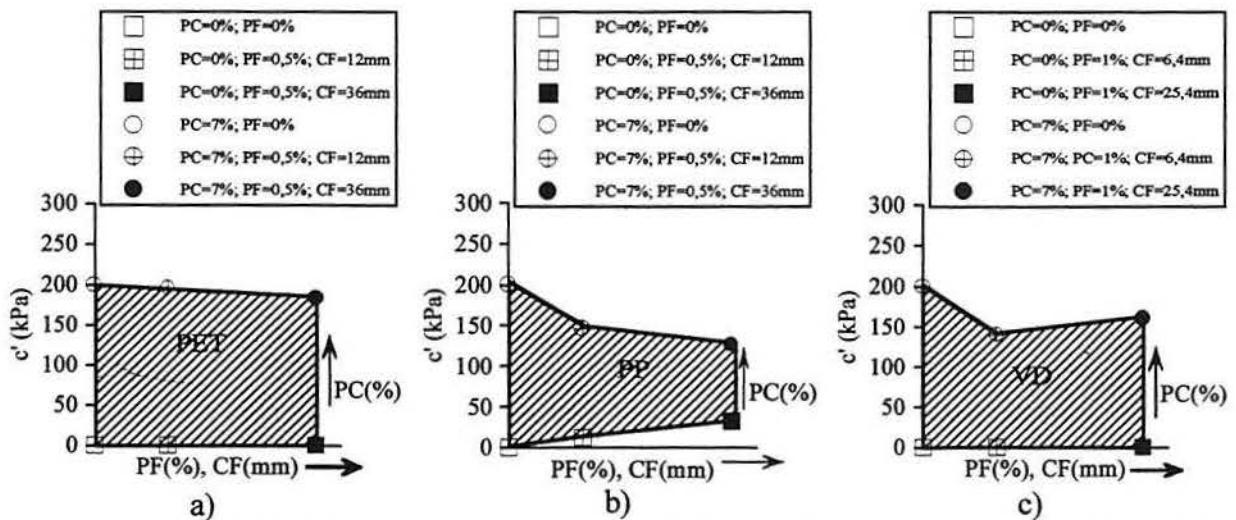 PC=0%; PF=0%
PC=0%; PF=0,5%; CF=12mm
PC=0%; PF=0,5%; CF=36mm
PC=7%; PF=0%
PC=7%; PF=0,5%; CF=12mm
PC=7%; PF=0,5%; CF=36mm
300
250
200
150
100
50
0
c' (kPa)
PET
PC(%)
PF(%), CF(mm)
a)
PC=0%; PF=0%
PC=0%; PF=0,5%; CF=12mm
PC=0%; PF=0,5%; CF=36mm
PC=7%; PF=0%
PC=7%; PF=0,5%; CF=12mm
PC=7%; PF=0,5%; CF=36mm
300
250
200
150
100
50
0
c' (kPa)
PP
PC(%)
PF(%), CF(mm)
b)
PC=0%; PF=0%
PC=0%; PF=1%; CF=6,4mm
PC=0%; PF=1%; CF=25,4mm
PC=7%; PF=0%
PC=7%; PC=1%; CF=6,4mm
PC=7%; PF=1%; CF=25,4mm
300
250
200
150
100
50
0
c' (kPa)
VD
PC(%)
PF(%), CF(mm)
c)